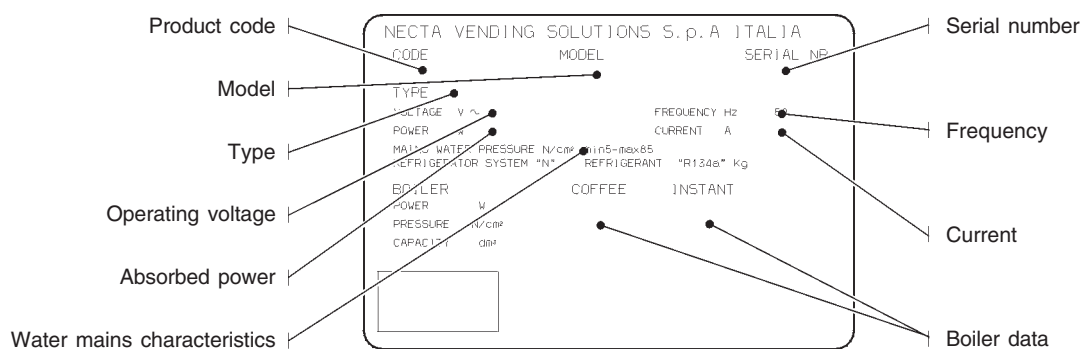 Product code
Model
Type
Operating voltage
Absorbed power
Water mains characteristics
NECTA VENDING SOLUTIONS S.p.A ITALIA
CODE MODEL SERIAL NR
TYPE
VOLTAGE V ~ FREQUENCY Hz 50
POWER W CURRENT A
MAINS WATER PRESSURE N/cm² min5-max85
REFRIGERATOR SYSTEM "N" REFRIGERANT "R134a" Kg
BOILER COFFEE INSTANT
POWER W
PRESSURE N/cm²
CAPACITY dm³
Serial number
Frequency
Current
Boiler data